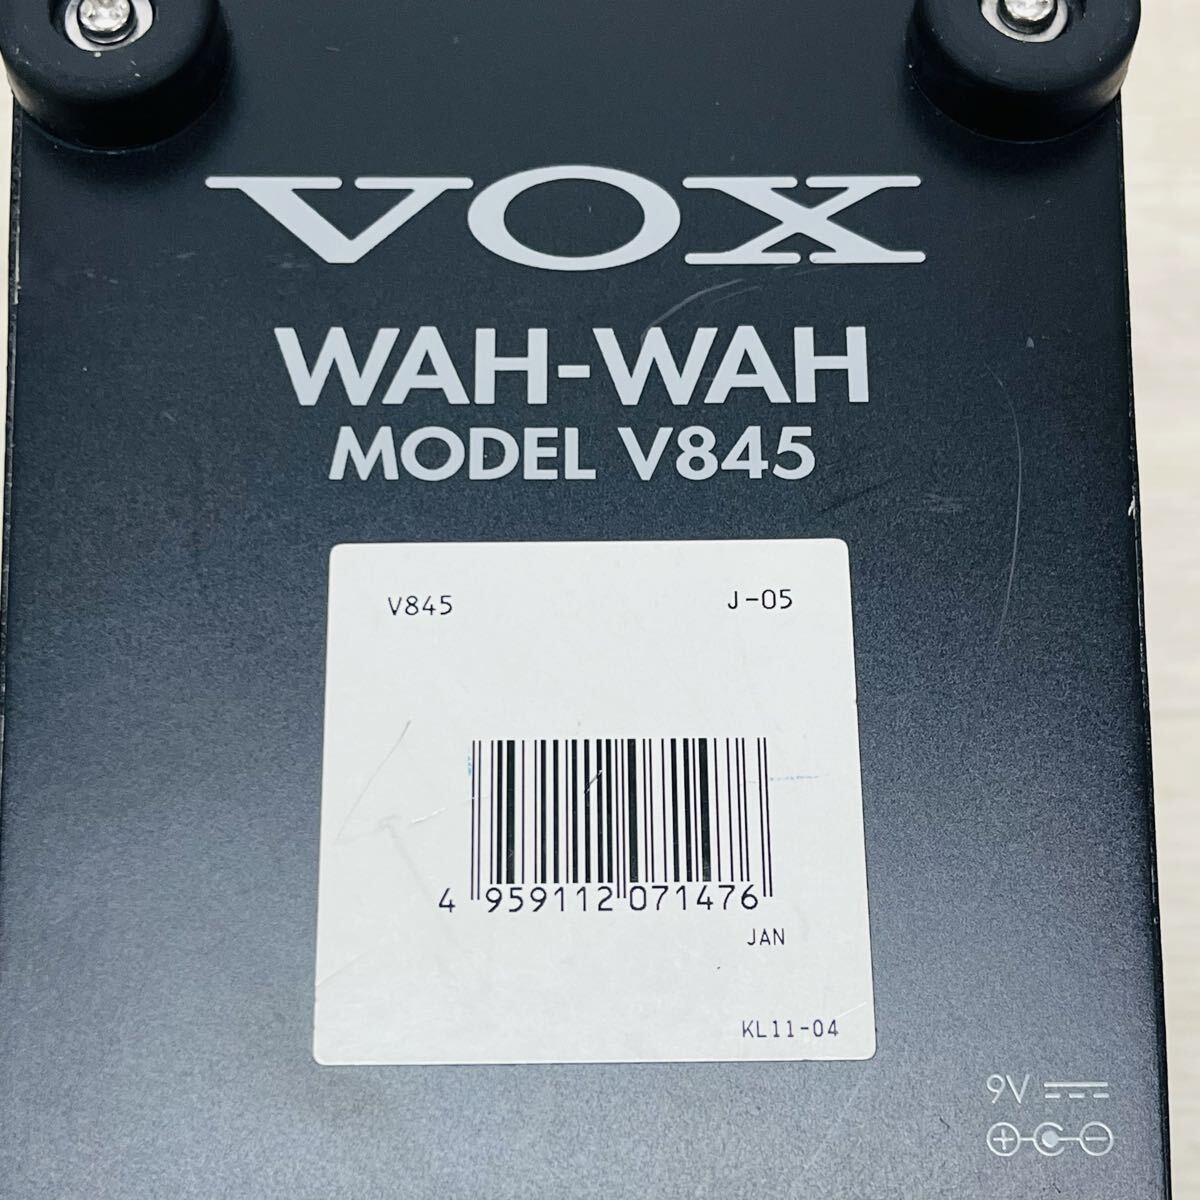 VOX
WAH-WAH
MODEL V845
V845 J-05
4 959112 071476
JAN
KL11-04
9V